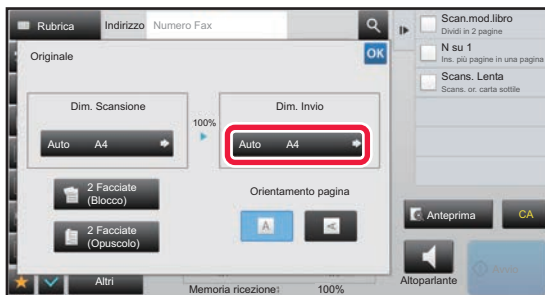 Rubrica
Indirizzo
Numero Fax
Originale
OK
Dim. Scansione
100%
Dim. Invio
Auto A4
Auto A4
2 Facciate
(Blocco)
2 Facciate
(Opuscolo)
Orientamento pagina
A
A
Altri
Memoria ricezione:
100%
Scan.mod.libro
Dividi in 2 pagine
N su 1
Ins. più pagine in una pagina
Scans. Lenta
Scans. or. carta sottile
Anteprima
CA
Altoparlante
Avvio